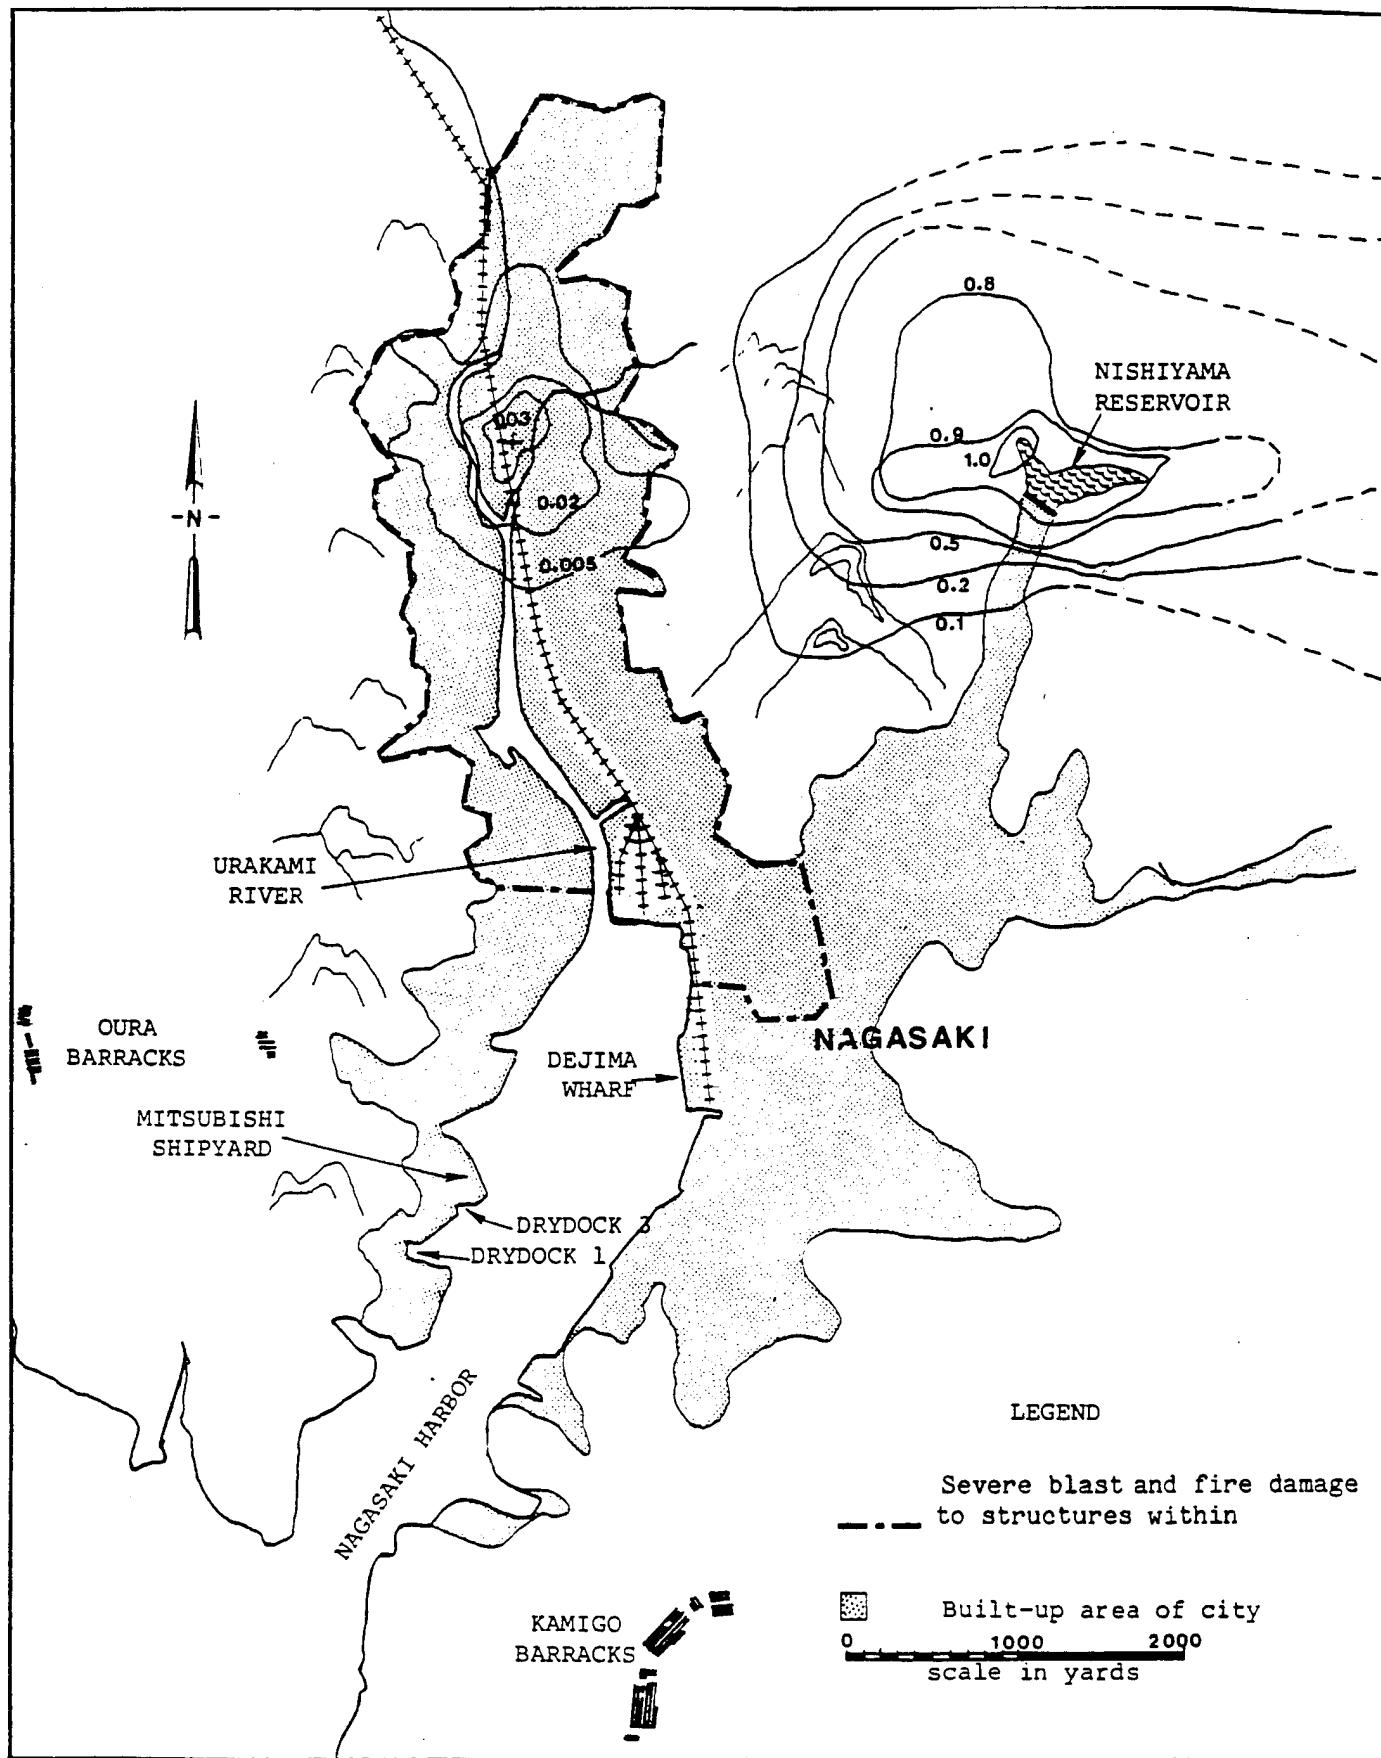 0.8
NISHIYAMA
RESERVOIR
0.03
0.9
1.0
0.02
-N-
0.5
0.005
0.2
0.1
URAKAMI
RIVER
OURA
BARRACKS
NAGASAKI
DEJIMA
WHARF
MITSUBISHI
SHIPYARD
DRYDOCK 3
DRYDOCK 1
NAGASAKI HARBOR
LEGEND
Severe blast and fire damage
to structures within
Built-up area of city
0 1000 2000
scale in yards
KAMIGO
BARRACKS